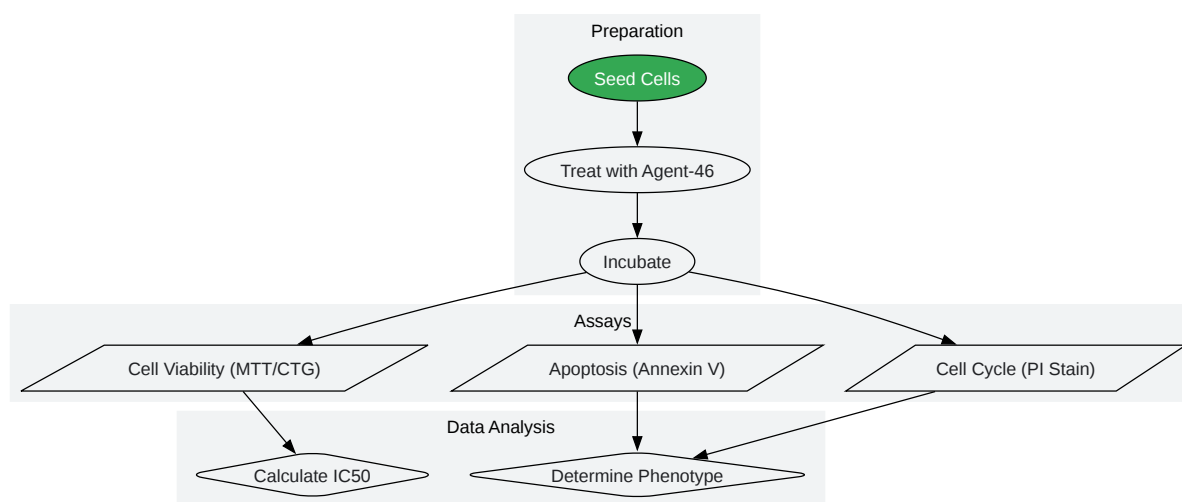 Preparation
Seed Cells
Treat with Agent-46
Incubate
Assays
Cell Viability (MTT/CTG)
Apoptosis (Annexin V)
Cell Cycle (PI Stain)
Data Analysis
Calculate IC50
Determine Phenotype